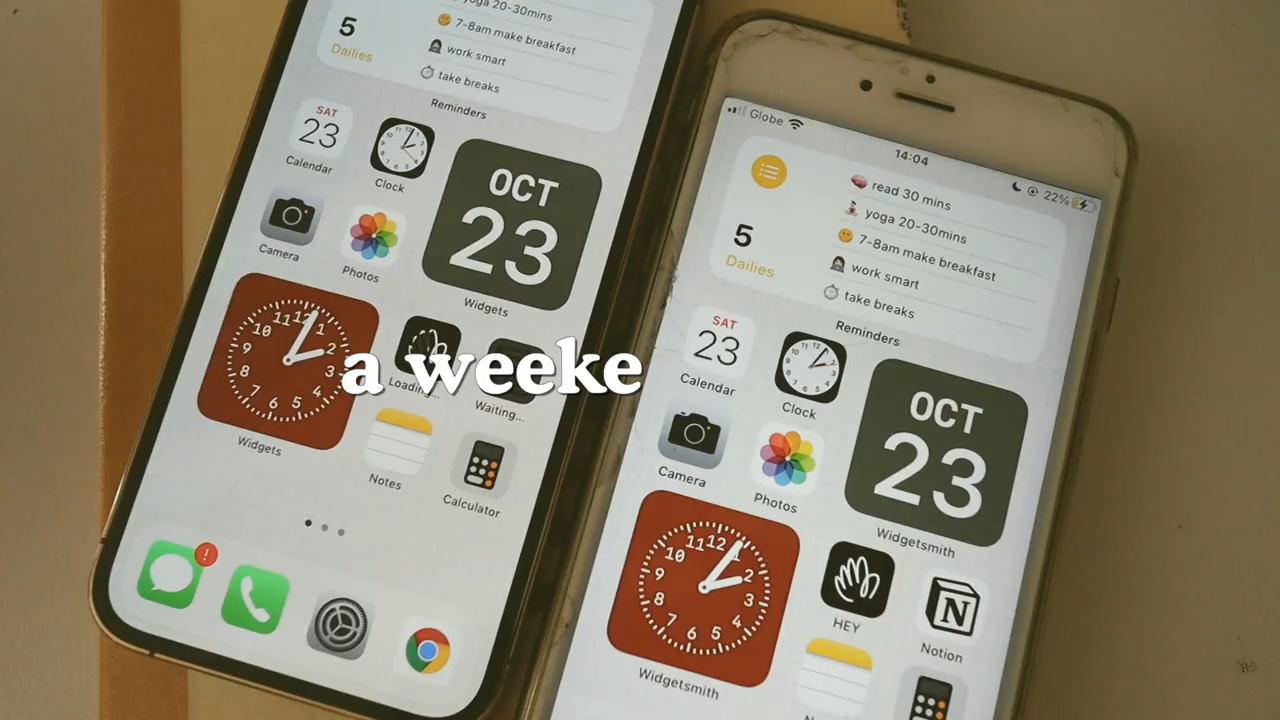 yoga 20-30mins
5
Dailies
7-8am make breakfast
work smart
take breaks
Reminders
SAT
23
Calendar
Clock
OCT
23
Camera
Photos
Widgets
11 12 1
10 2
9 3
8 4
7 6 5
Widgets
Loading...
Waiting...
Notes
Calculator
!
a weeke
Globe
14:04
22%
read 30 mins
yoga 20-30mins
5
Dailies
7-8am make breakfast
work smart
take breaks
Reminders
SAT
23
Calendar
Clock
OCT
23
Camera
Photos
Widgetsmith
11 12 1
10 2
9 3
8 4
7 6 5
Widgetsmith
HEY
N
Notion